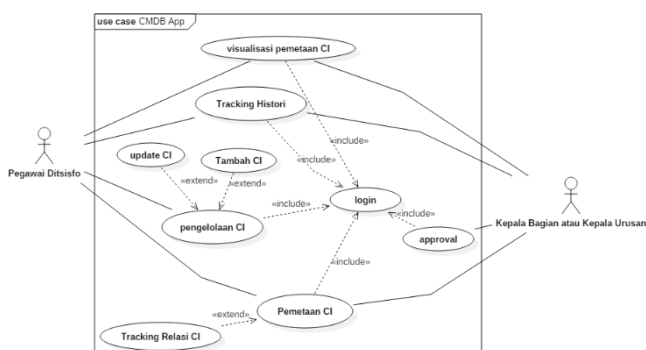 use case CMDB App
visualisasi pemetaan CI
Tracking Histori
«include»
update CI
Tambah CI
«include»
Pegawai Ditsisfo
«extend»
«extend»
login
«include»
«include»
pengelolaan CI
approval
Kepala Bagian atau Kepala Urusan
«include»
«extend»
Pemetaan CI
Tracking Relasi CI